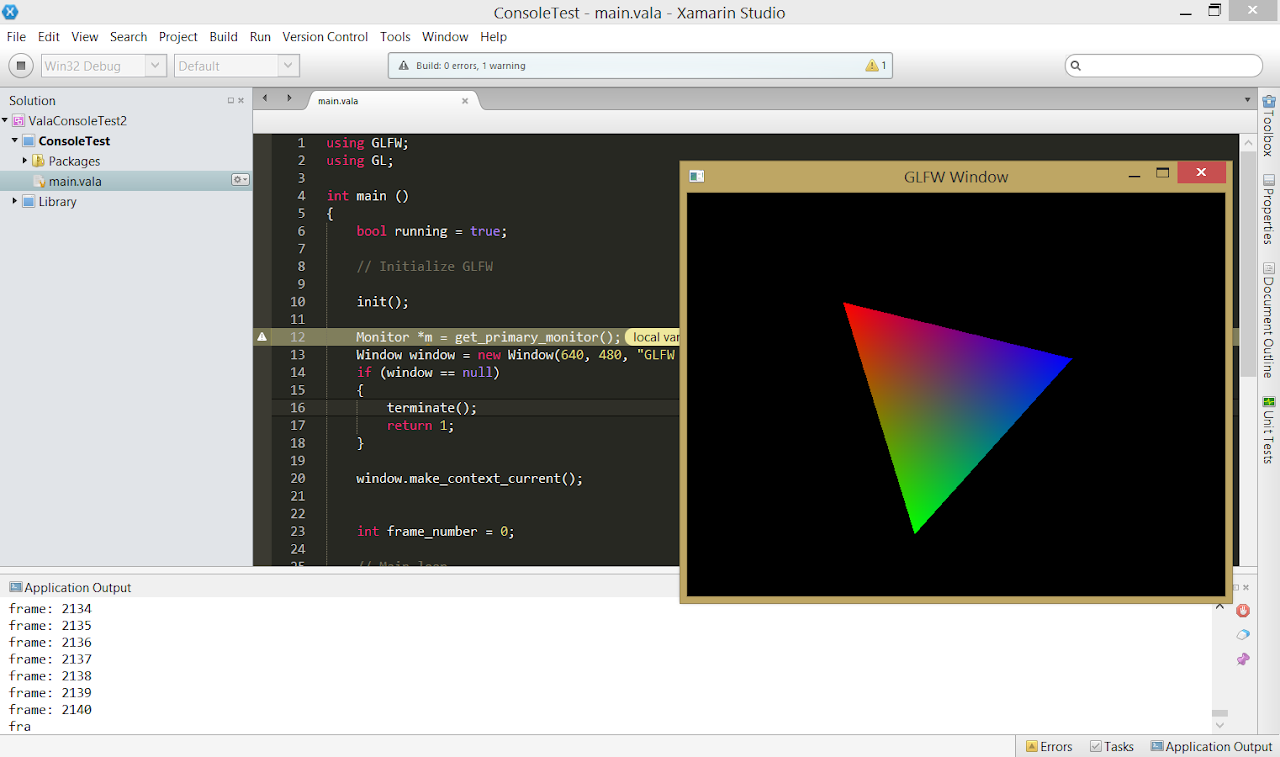 ConsoleTest - main.vala - Xamarin Studio
File Edit View Search Project Build Run Version Control Tools Window Help
Win32 Debug Default Build: 0 errors, 1 warning 1
Solution
ValaConsoleTest2
ConsoleTest
Packages
main.vala
Library
main.vala
1 using GLFW;
2 using GL;
3
4 int main ()
5 {
6 bool running = true;
7
8 // Initialize GLFW
9
10 init();
11
12 Monitor *m = get_primary_monitor(); local var
13 Window window = new Window(640, 480, "GLFW
14 if (window == null)
15 {
16 terminate();
17 return 1;
18 }
19
20 window.make_context_current();
21
22
23 int frame_number = 0;
24
25 // Main loop
GLFW Window
Toolbox
Properties
Document Outline
Unit Tests
Application Output
frame: 2134
frame: 2135
frame: 2136
frame: 2137
frame: 2138
frame: 2139
frame: 2140
fra
Errors Tasks Application Output